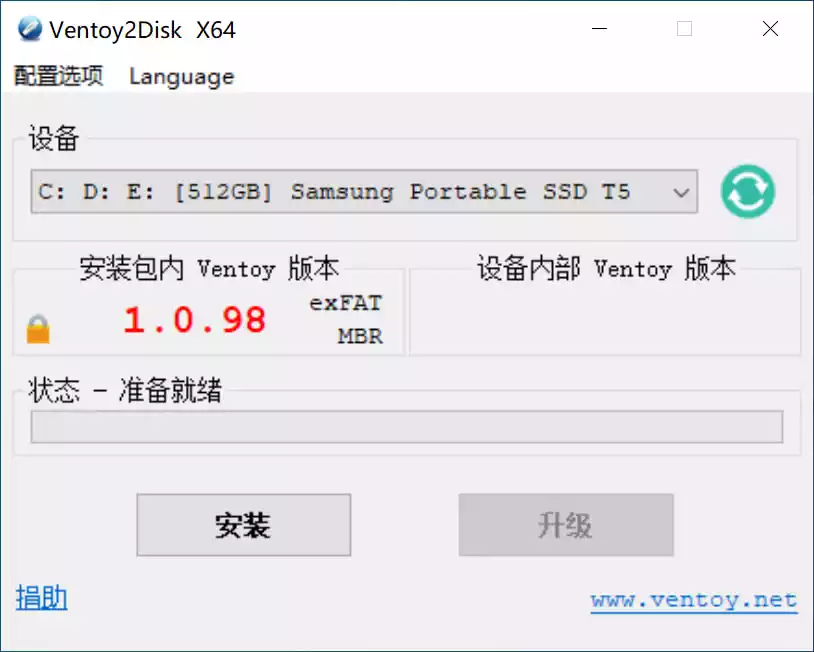 Ventoy2Disk X64
配置选项 Language
设备
C: D: E: [512GB] Samsung Portable SSD T5
安装包内 Ventoy 版本
设备内部 Ventoy 版本
1.0.98
exFAT
MBR
状态 - 准备就绪
安装
升级
捐助
www.ventoy.net